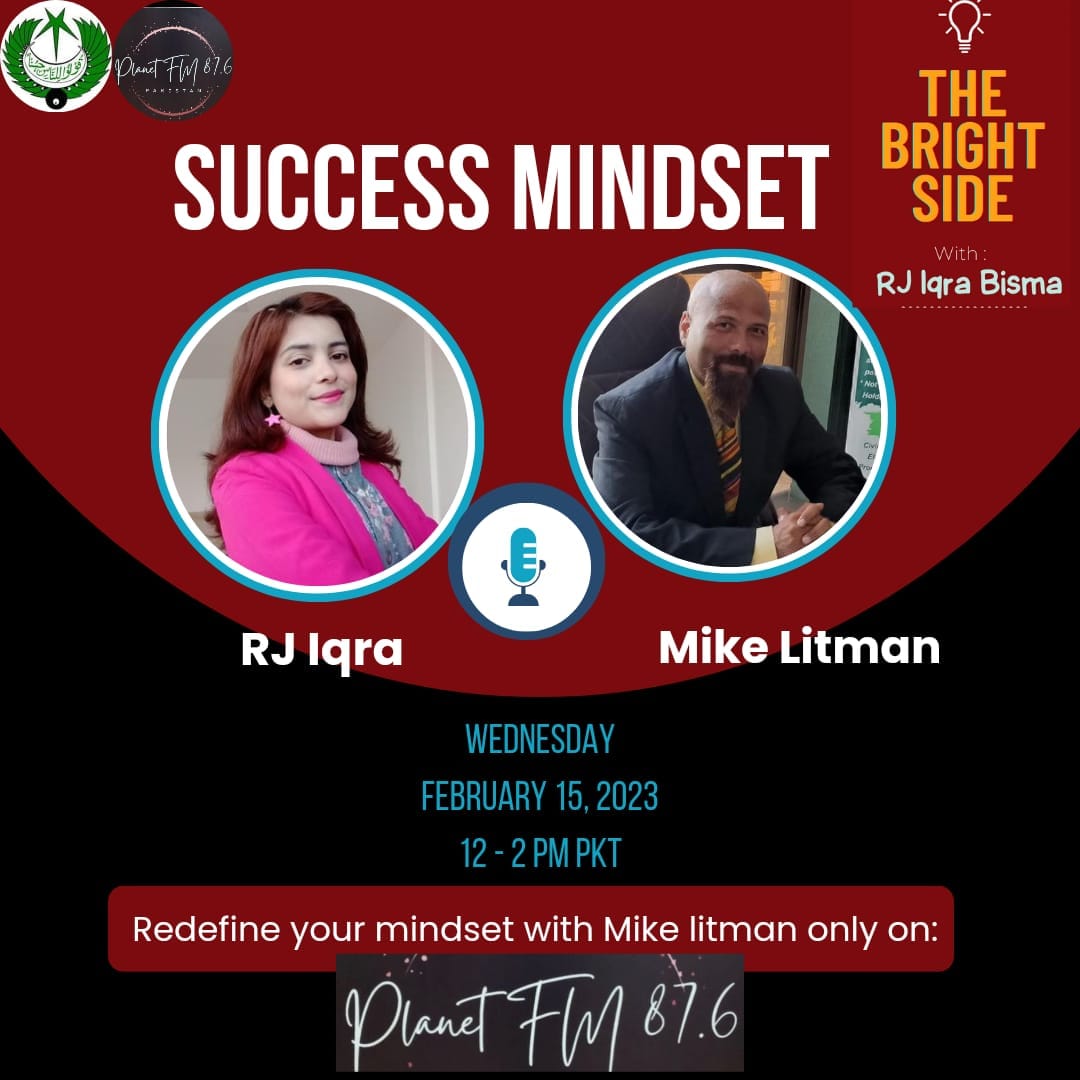 Planet FM 87.6
PAKISTAN
THE
BRIGHT
SIDE
With :
RJ Iqra Bisma
SUCCESS MINDSET
RJ Iqra
Mike Litman
WEDNESDAY
FEBRUARY 15, 2023
12 - 2 PM PKT
Redefine your mindset with Mike litman only on:
Planet FM 87.6